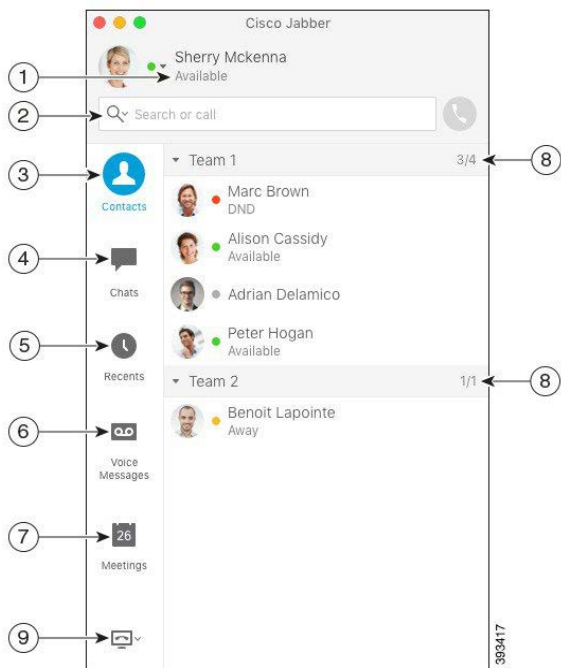 Cisco Jabber
Sherry Mckenna
Available
1
2
Search or call
3
Contacts
Team 1
3/4
8
Marc Brown
DND
Alison Cassidy
Available
4
Chats
Adrian Delamico
5
Recents
Peter Hogan
Available
Team 2
1/1
8
Benoit Lapointe
Away
6
Voice
Messages
7
26
Meetings
9
393417